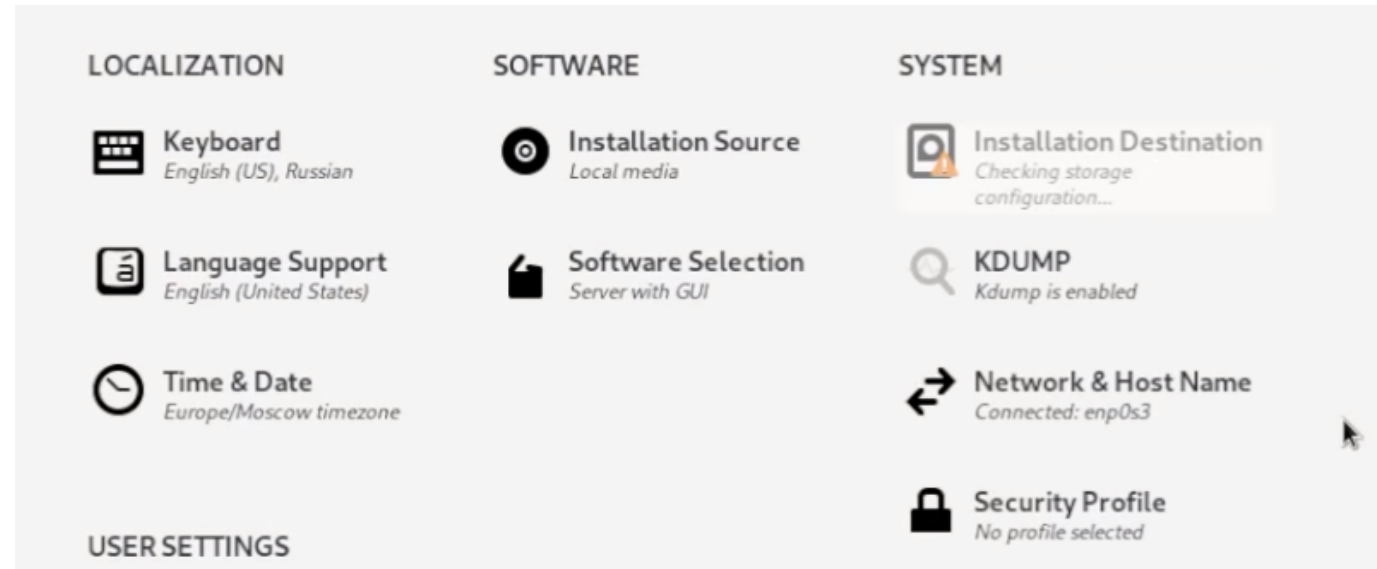 LOCALIZATION
Keyboard
English (US), Russian
Language Support
English (United States)
Time & Date
Europe/Moscow timezone
USER SETTINGS
SOFTWARE
Installation Source
Local media
Software Selection
Server with GUI
SYSTEM
Installation Destination
Checking storage
configuration...
KDUMP
Kdump is enabled
Network & Host Name
Connected: enp0s3
Security Profile
No profile selected